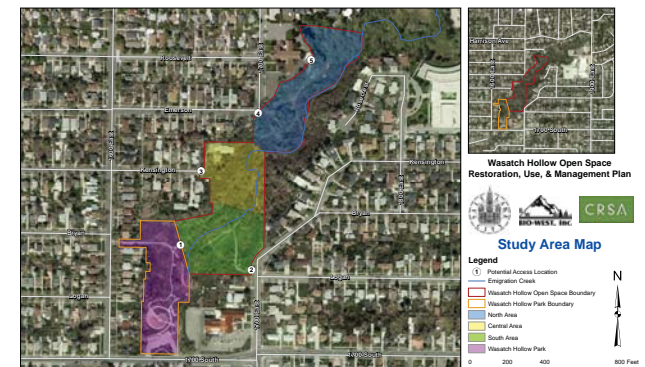 Roosevelt
Emerson
Kensington
Kensington
Bryan
Bryan
Logan
Logan
1700 South
1700 South
5
4
3
1
2
Harrison Ave
1700 South
Wasatch Hollow Open Space
Restoration, Use, & Management Plan
BIO-WEST, INC.
CRSA
Study Area Map
Legend
1 Potential Access Location
Emigration Creek
Wasatch Hollow Open Space Boundary
Wasatch Hollow Park Boundary
North Area
Central Area
South Area
Wasatch Hollow Park
N
0 200 400 800 Feet